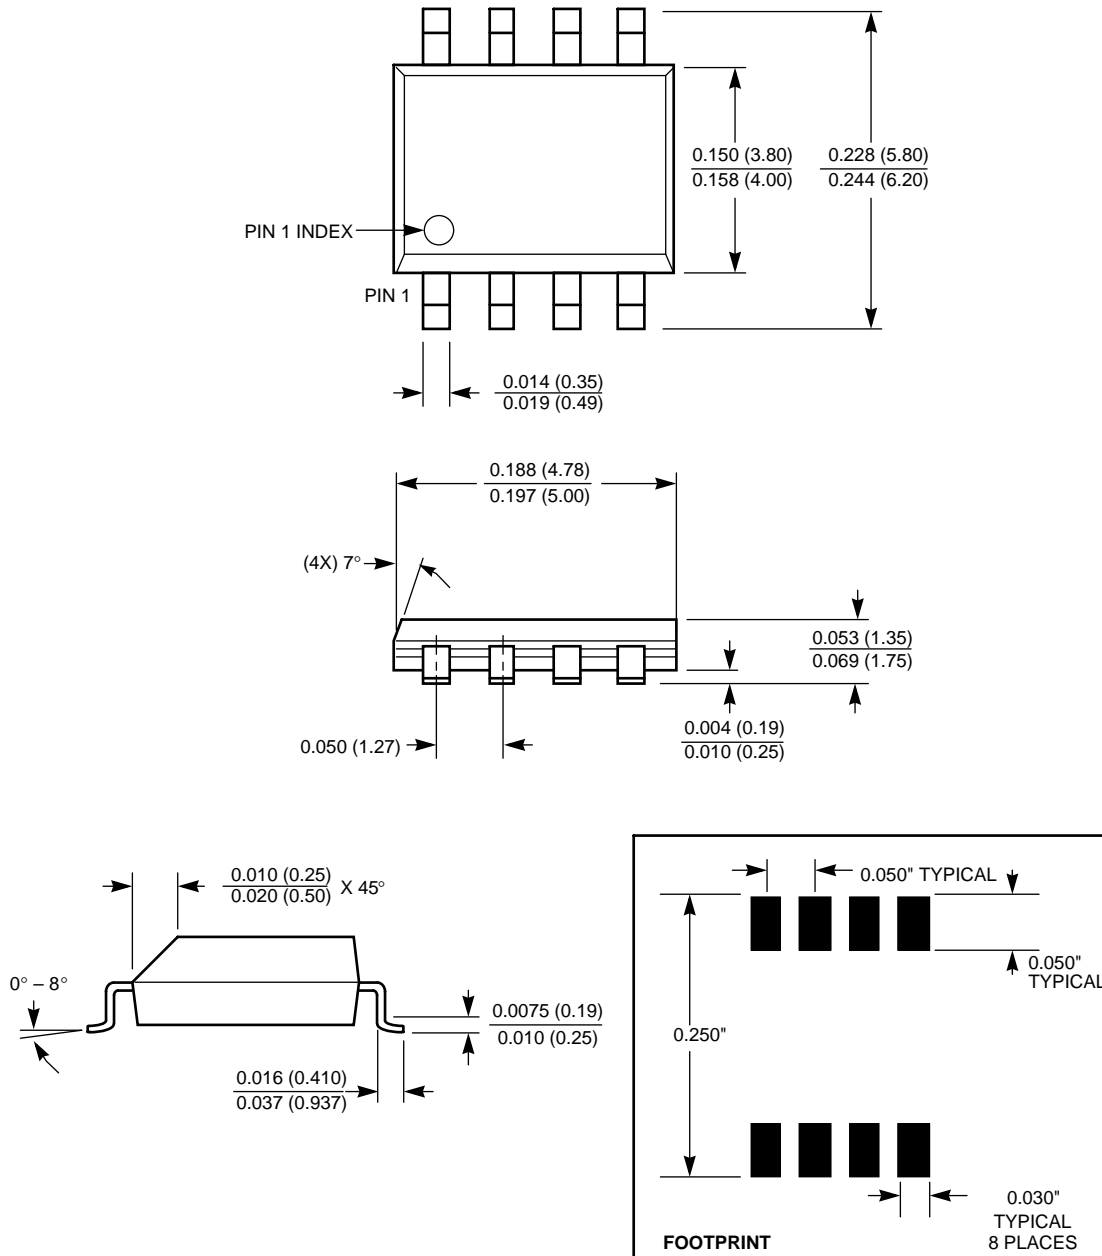 0.150 (3.80)
0.158 (4.00)
0.228 (5.80)
0.244 (6.20)
PIN 1 INDEX
PIN 1
0.014 (0.35)
0.019 (0.49)
0.188 (4.78)
0.197 (5.00)
(4X) 7°
0.053 (1.35)
0.069 (1.75)
0.004 (0.19)
0.010 (0.25)
0.050 (1.27)
0.010 (0.25)
0.020 (0.50)
X 45°
0° – 8°
0.0075 (0.19)
0.010 (0.25)
0.016 (0.410)
0.037 (0.937)
0.050" TYPICAL
0.050"
TYPICAL
0.250"
0.030"
TYPICAL
8 PLACES
FOOTPRINT